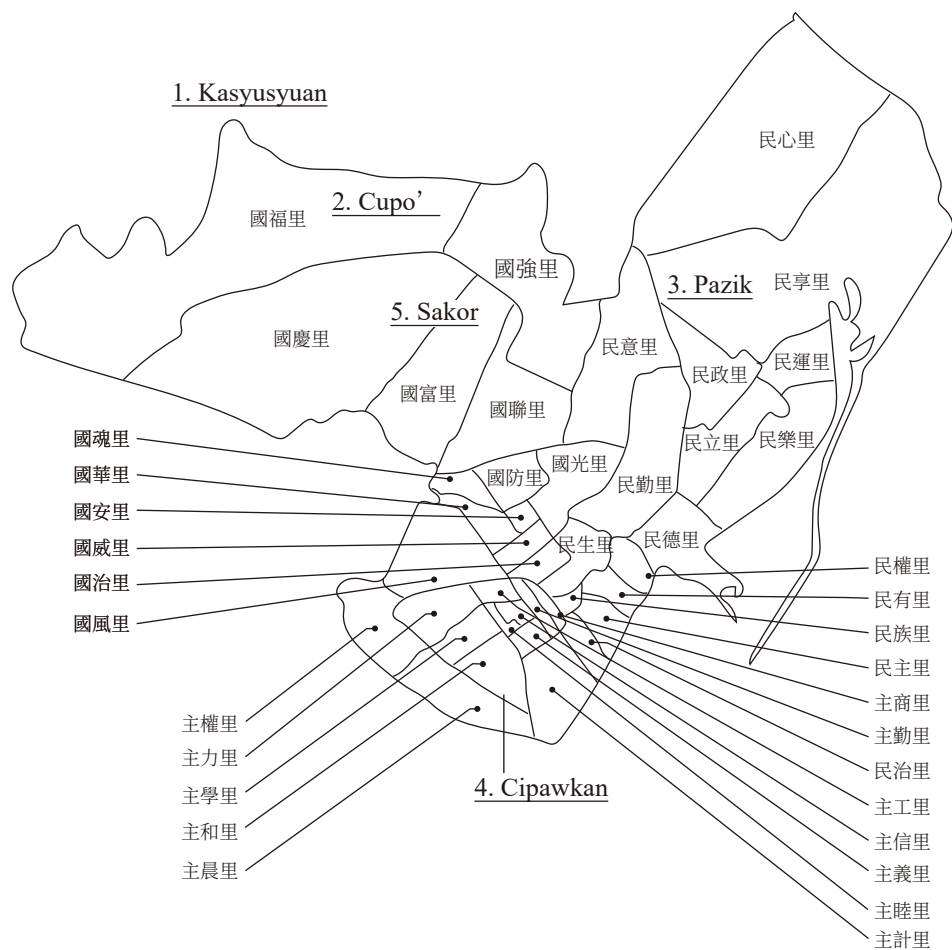 1. Kasyusyuan
民心里
2. Cupo’
國福里
國強里
民享里
3. Pazik
5. Sakor
國慶里
民意里
民運里
民政里
國富里
國聯里
民立里
民樂里
國魂里
國光里
國華里
國防里
民勤里
國安里
國威里
民生里
民德里
國治里
國風里
民權里
民有里
民族里
民主里
主商里
主勤里
民治里
主工里
主信里
主義里
主睦里
主計里
主權里
主力里
主學里
主和里
主晨里
4. Cipawkan